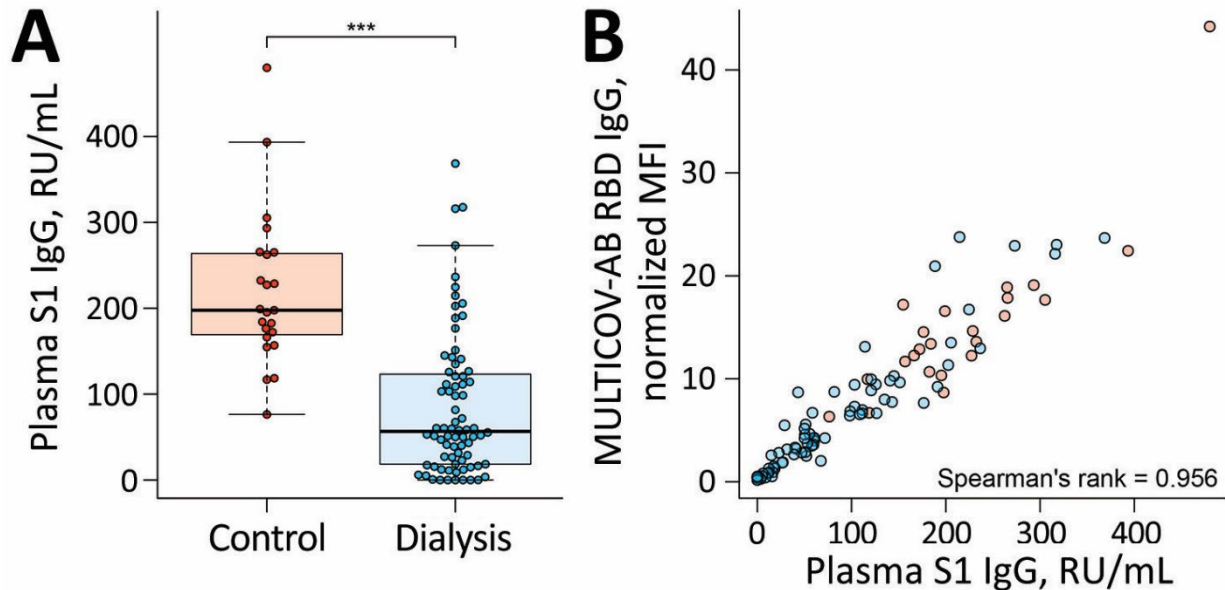 A
Plasma S1 IgG, RU/mL
400
300
200
100
0
***
Control
Dialysis
B
MULTICOV-AB RBD IgG,
normalized MFI
40
30
20
10
0
Spearman's rank = 0.956
0
100
200
300
400
Plasma S1 IgG, RU/mL